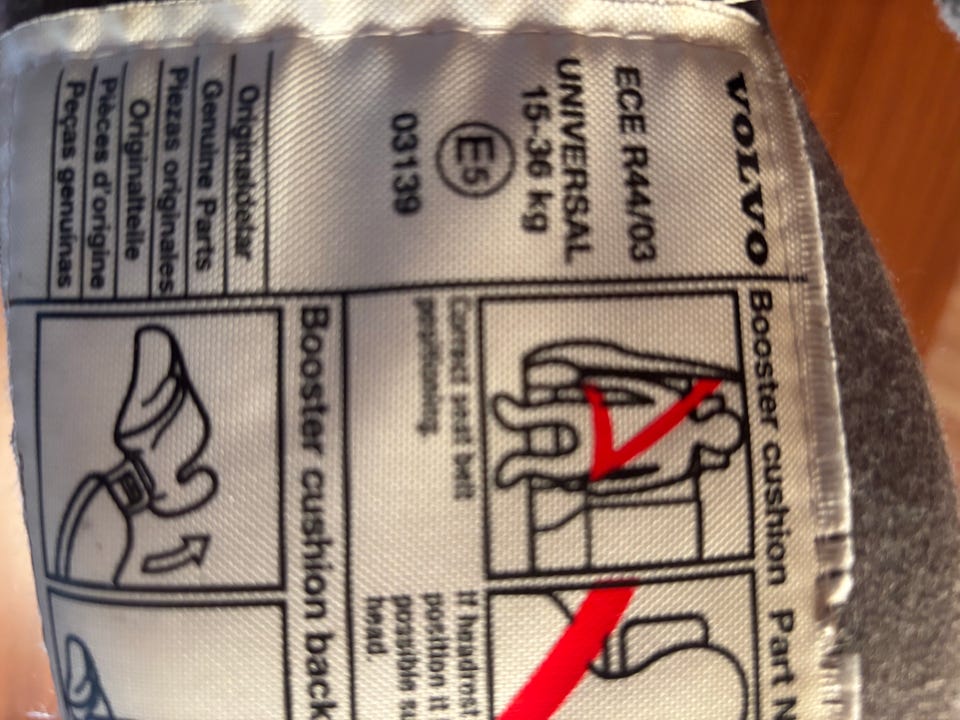 VOLVO
ECE R44/03
UNIVERSAL
15-36 kg
E5
03139
Originaldelar
Genuine Parts
Piezas originales
Originalteile
Pièces d'origine
Peças genuínas
Booster cushion Part N
Correct seat belt
positioning.
If headrest
position it
possible
head.
Booster cushion back